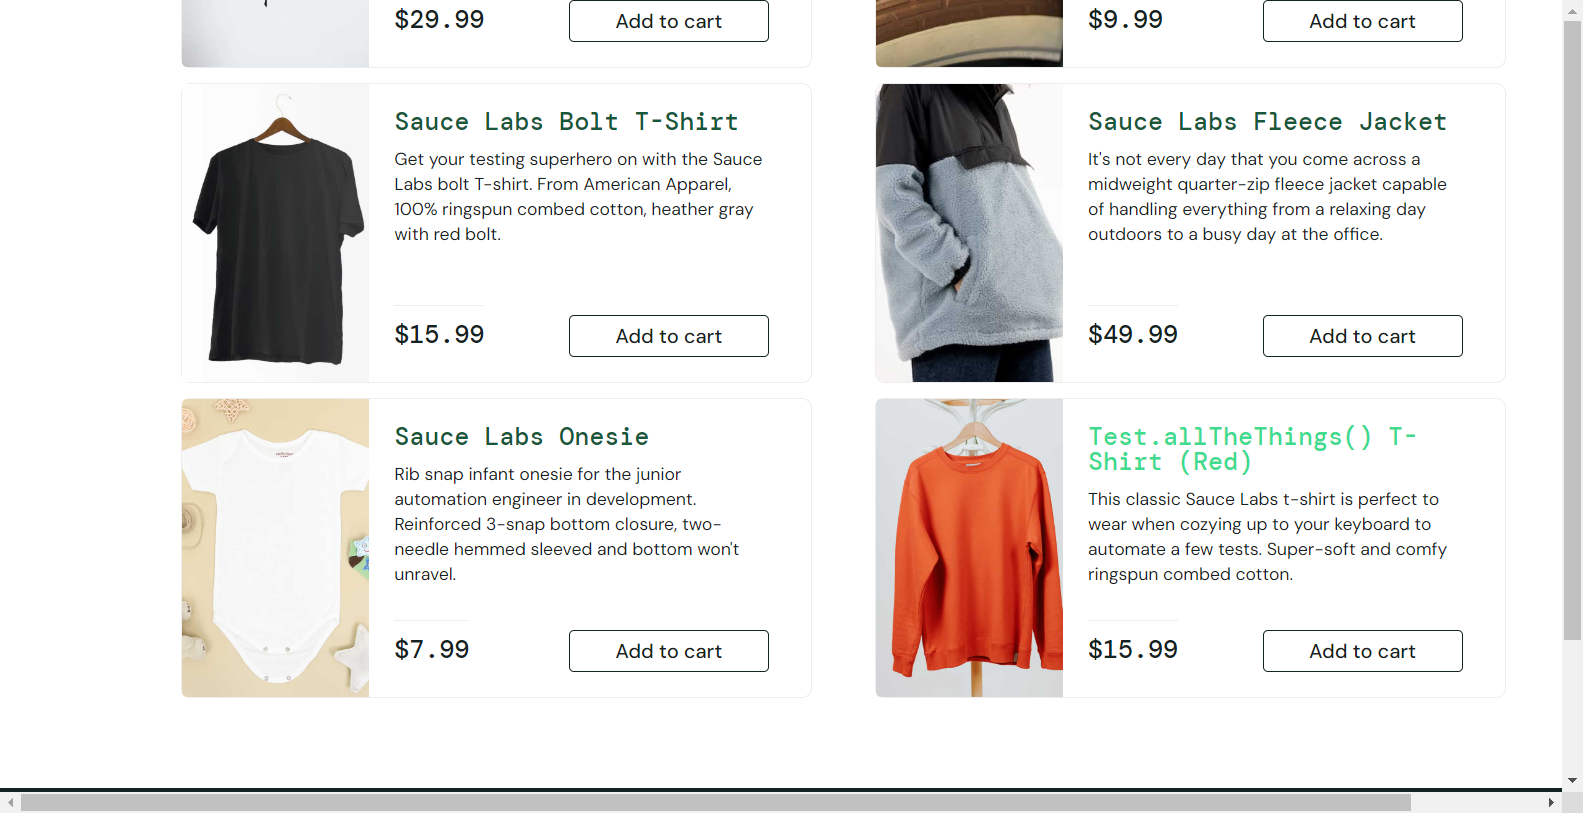 $29.99
Add to cart
$9.99
Add to cart
Sauce Labs Bolt T-Shirt
Get your testing superhero on with the Sauce
Labs bolt T-shirt. From American Apparel,
100% ringspun combed cotton, heather gray
with red bolt.
$15.99
Add to cart
Sauce Labs Fleece Jacket
It's not every day that you come across a
midweight quarter-zip fleece jacket capable
of handling everything from a relaxing day
outdoors to a busy day at the office.
$49.99
Add to cart
Sauce Labs Onesie
Rib snap infant onesie for the junior
automation engineer in development.
Reinforced 3-snap bottom closure, two-
needle hemmed sleeved and bottom won't
unravel.
$7.99
Add to cart
Test.allTheThings() T-
Shirt (Red)
This classic Sauce Labs t-shirt is perfect to
wear when cozying up to your keyboard to
automate a few tests. Super-soft and comfy
ringspun combed cotton.
$15.99
Add to cart